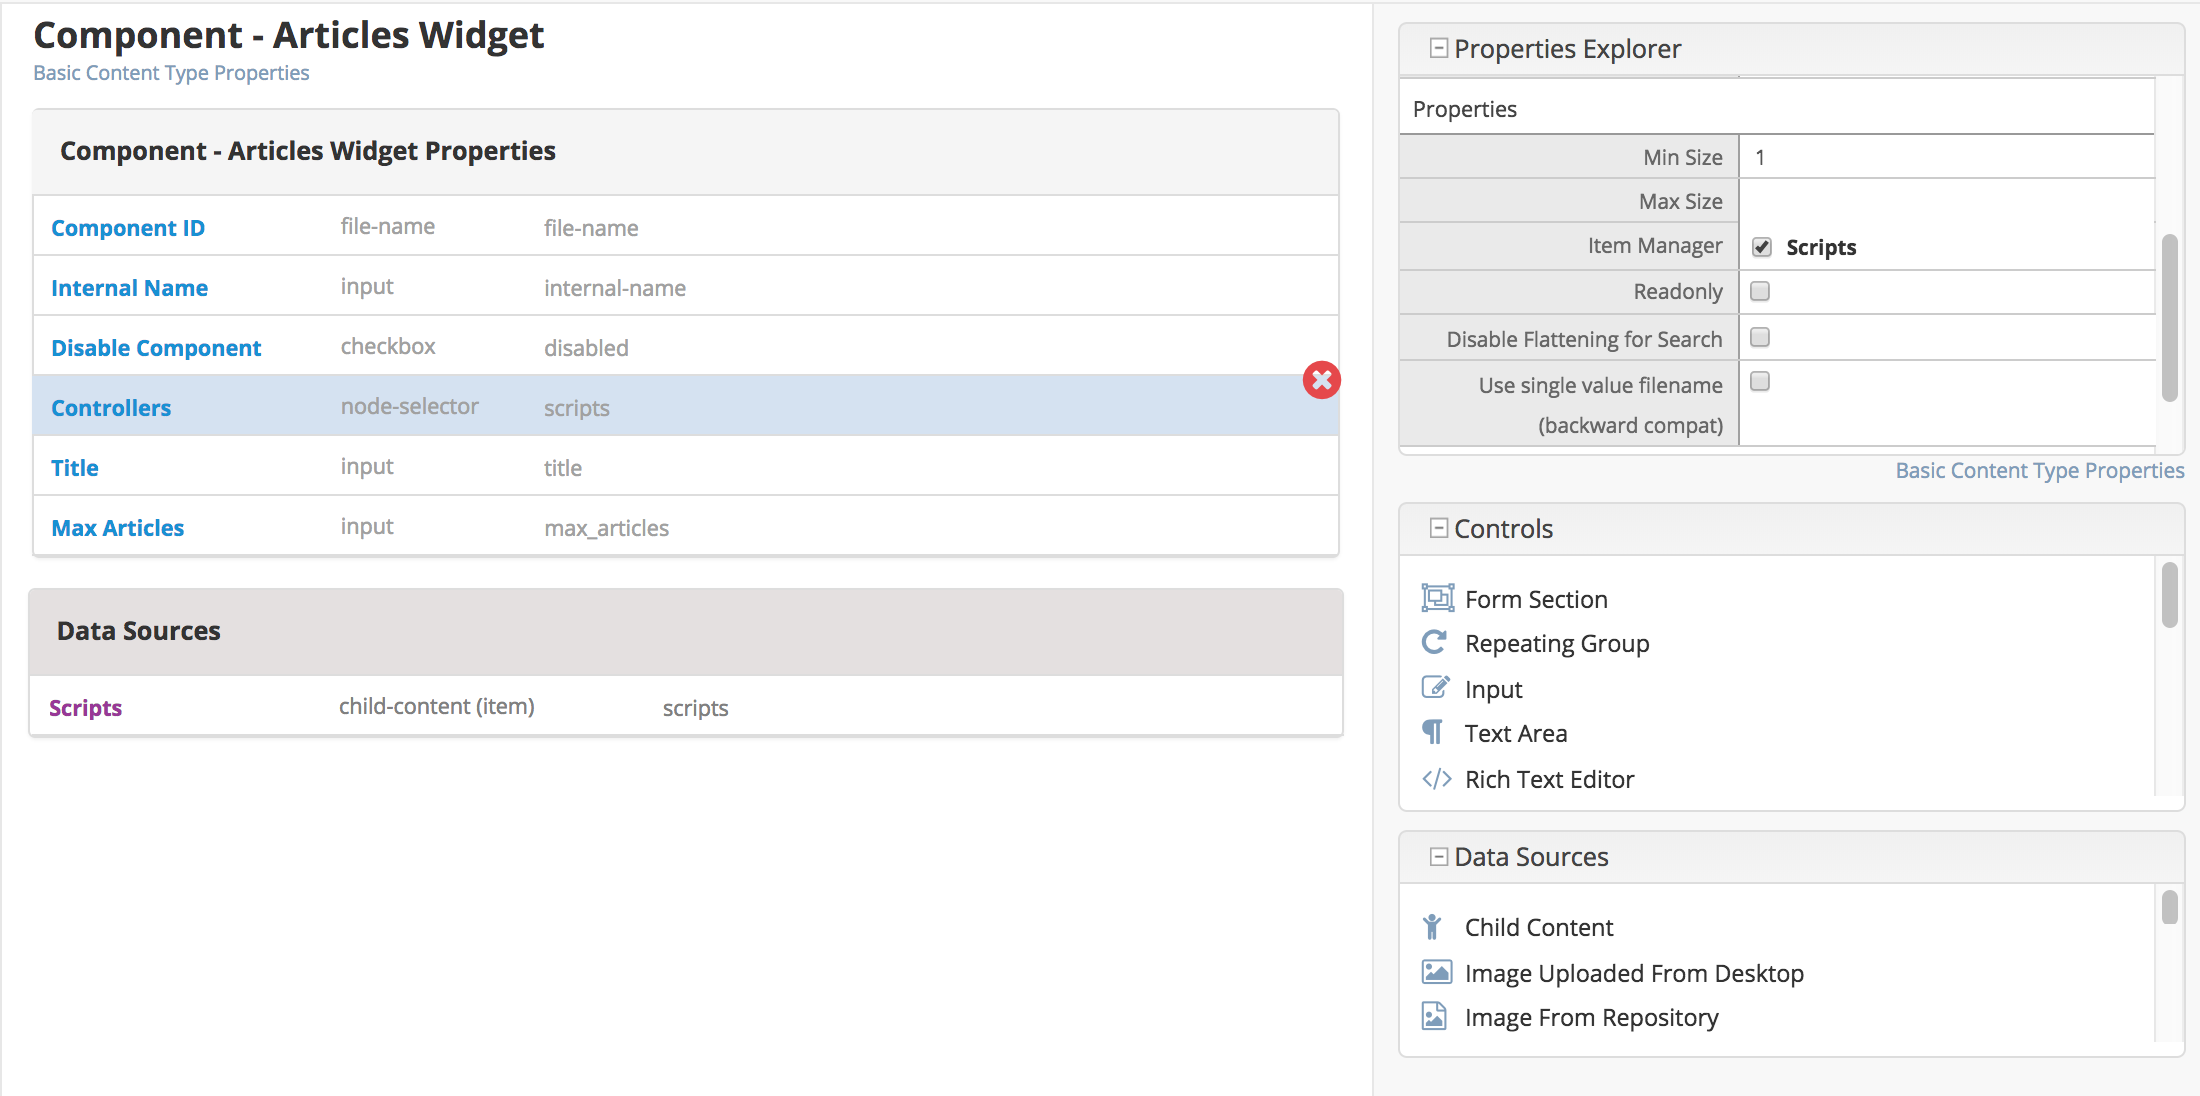 Component - Articles Widget
Basic Content Type Properties
Component - Articles Widget Properties
Component ID file-name file-name
Internal Name input internal-name
Disable Component checkbox disabled
Controllers node-selector scripts
Title input title
Max Articles input max_articles
Data Sources
Scripts child-content (item) scripts
Properties Explorer
Properties
Min Size 1
Max Size
Item Manager Scripts
Readonly
Disable Flattening for Search
Use single value filename
(backward compat)
Basic Content Type Properties
Controls
Form Section
Repeating Group
Input
Text Area
Rich Text Editor
Data Sources
Child Content
Image Uploaded From Desktop
Image From Repository